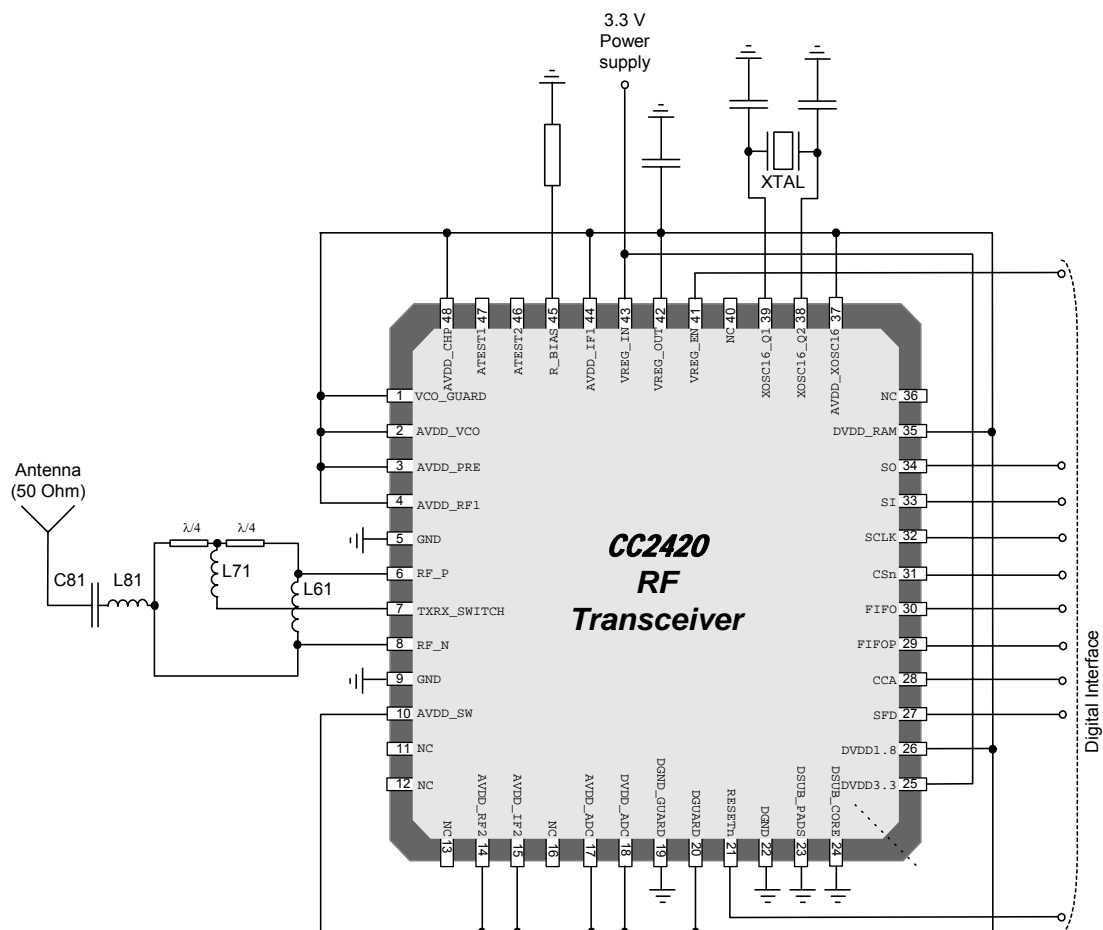 3.3 V
Power
supply
XTAL
48
47
46
45
44
43
42
41
40
39
38
37
AVDD_CHP
ATEST1
ATEST2
R_BIAS
AVDD_IF1
VREG_IN
VREG_OUT
VREG_EN
NC
XOSC16_Q1
XOSC16_Q2
AVDD_XOSC16
1 VCO_GUARD
2 AVDD_VCO
3 AVDD_PRE
4 AVDD_RF1
5 GND
6 RF_P
7 TXRX_SWITCH
8 RF_N
9 GND
10 AVDD_SW
11 NC
12 NC
Antenna
(50 Ohm)
λ/4
λ/4
C81
L81
L71
L61
CC2420
RF
Transceiver
NC 36
DVDD_RAM 35
SO 34
SI 33
SCLK 32
CSn 31
FIFO 30
FIFOP 29
CCA 28
SFD 27
DVDD1.8 26
DVDD3.3 25
Digital Interface
NC
AVDD_RF2
AVDD_IF2
NC
AVDD_ADC
DVDD_ADC
DGND_GUARD
DGUARD
RESETn
DGND
DSUB_PADS
DSUB_CORE
13
14
15
16
17
18
19
20
21
22
23
24